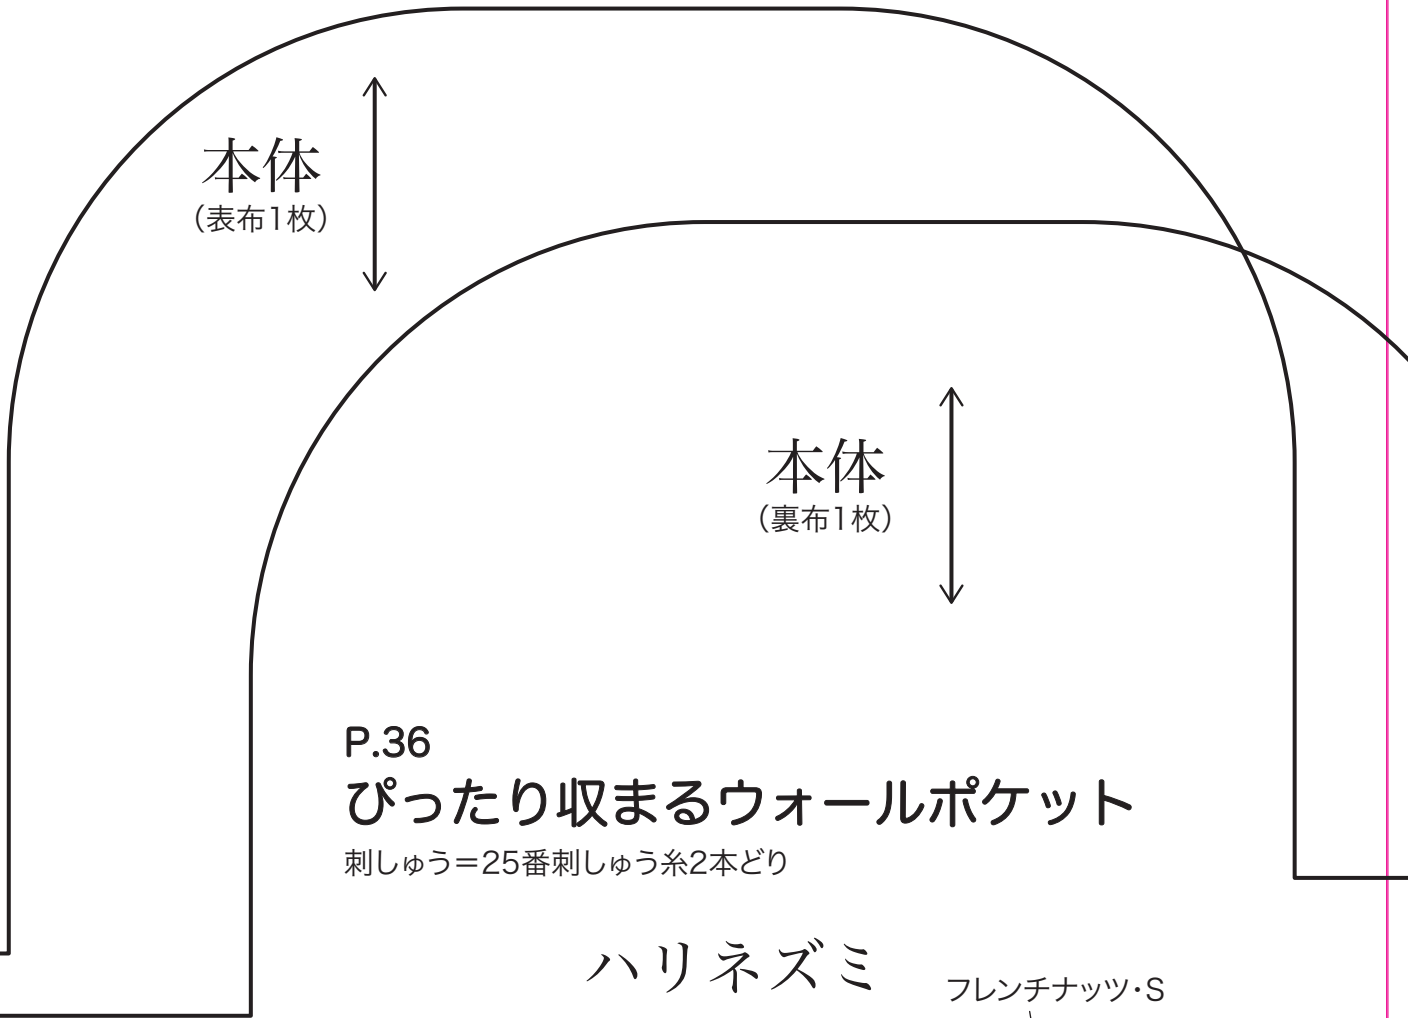 本体
（表布1枚）
本体
（裏布1枚）
P.36
ぴったり収まるウォールポケット
刺しゅう＝25番刺しゅう糸2本どり
ハリネズミ
フレンチナッツ・S